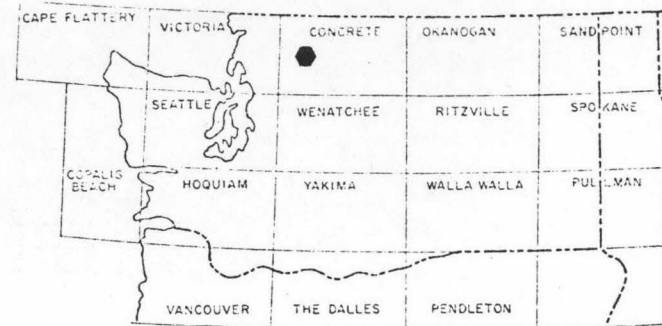 CAPE FLATTERY
VICTORIA
CONCRETE
OKANOGAN
SAND POINT
SEATTLE
WENATCHEE
RITZVILLE
SPOKANE
COPALIS
BEACH
HOQUIAM
YAKIMA
WALLA WALLA
PULLMAN
VANCOUVER
THE DALLES
PENDLETON